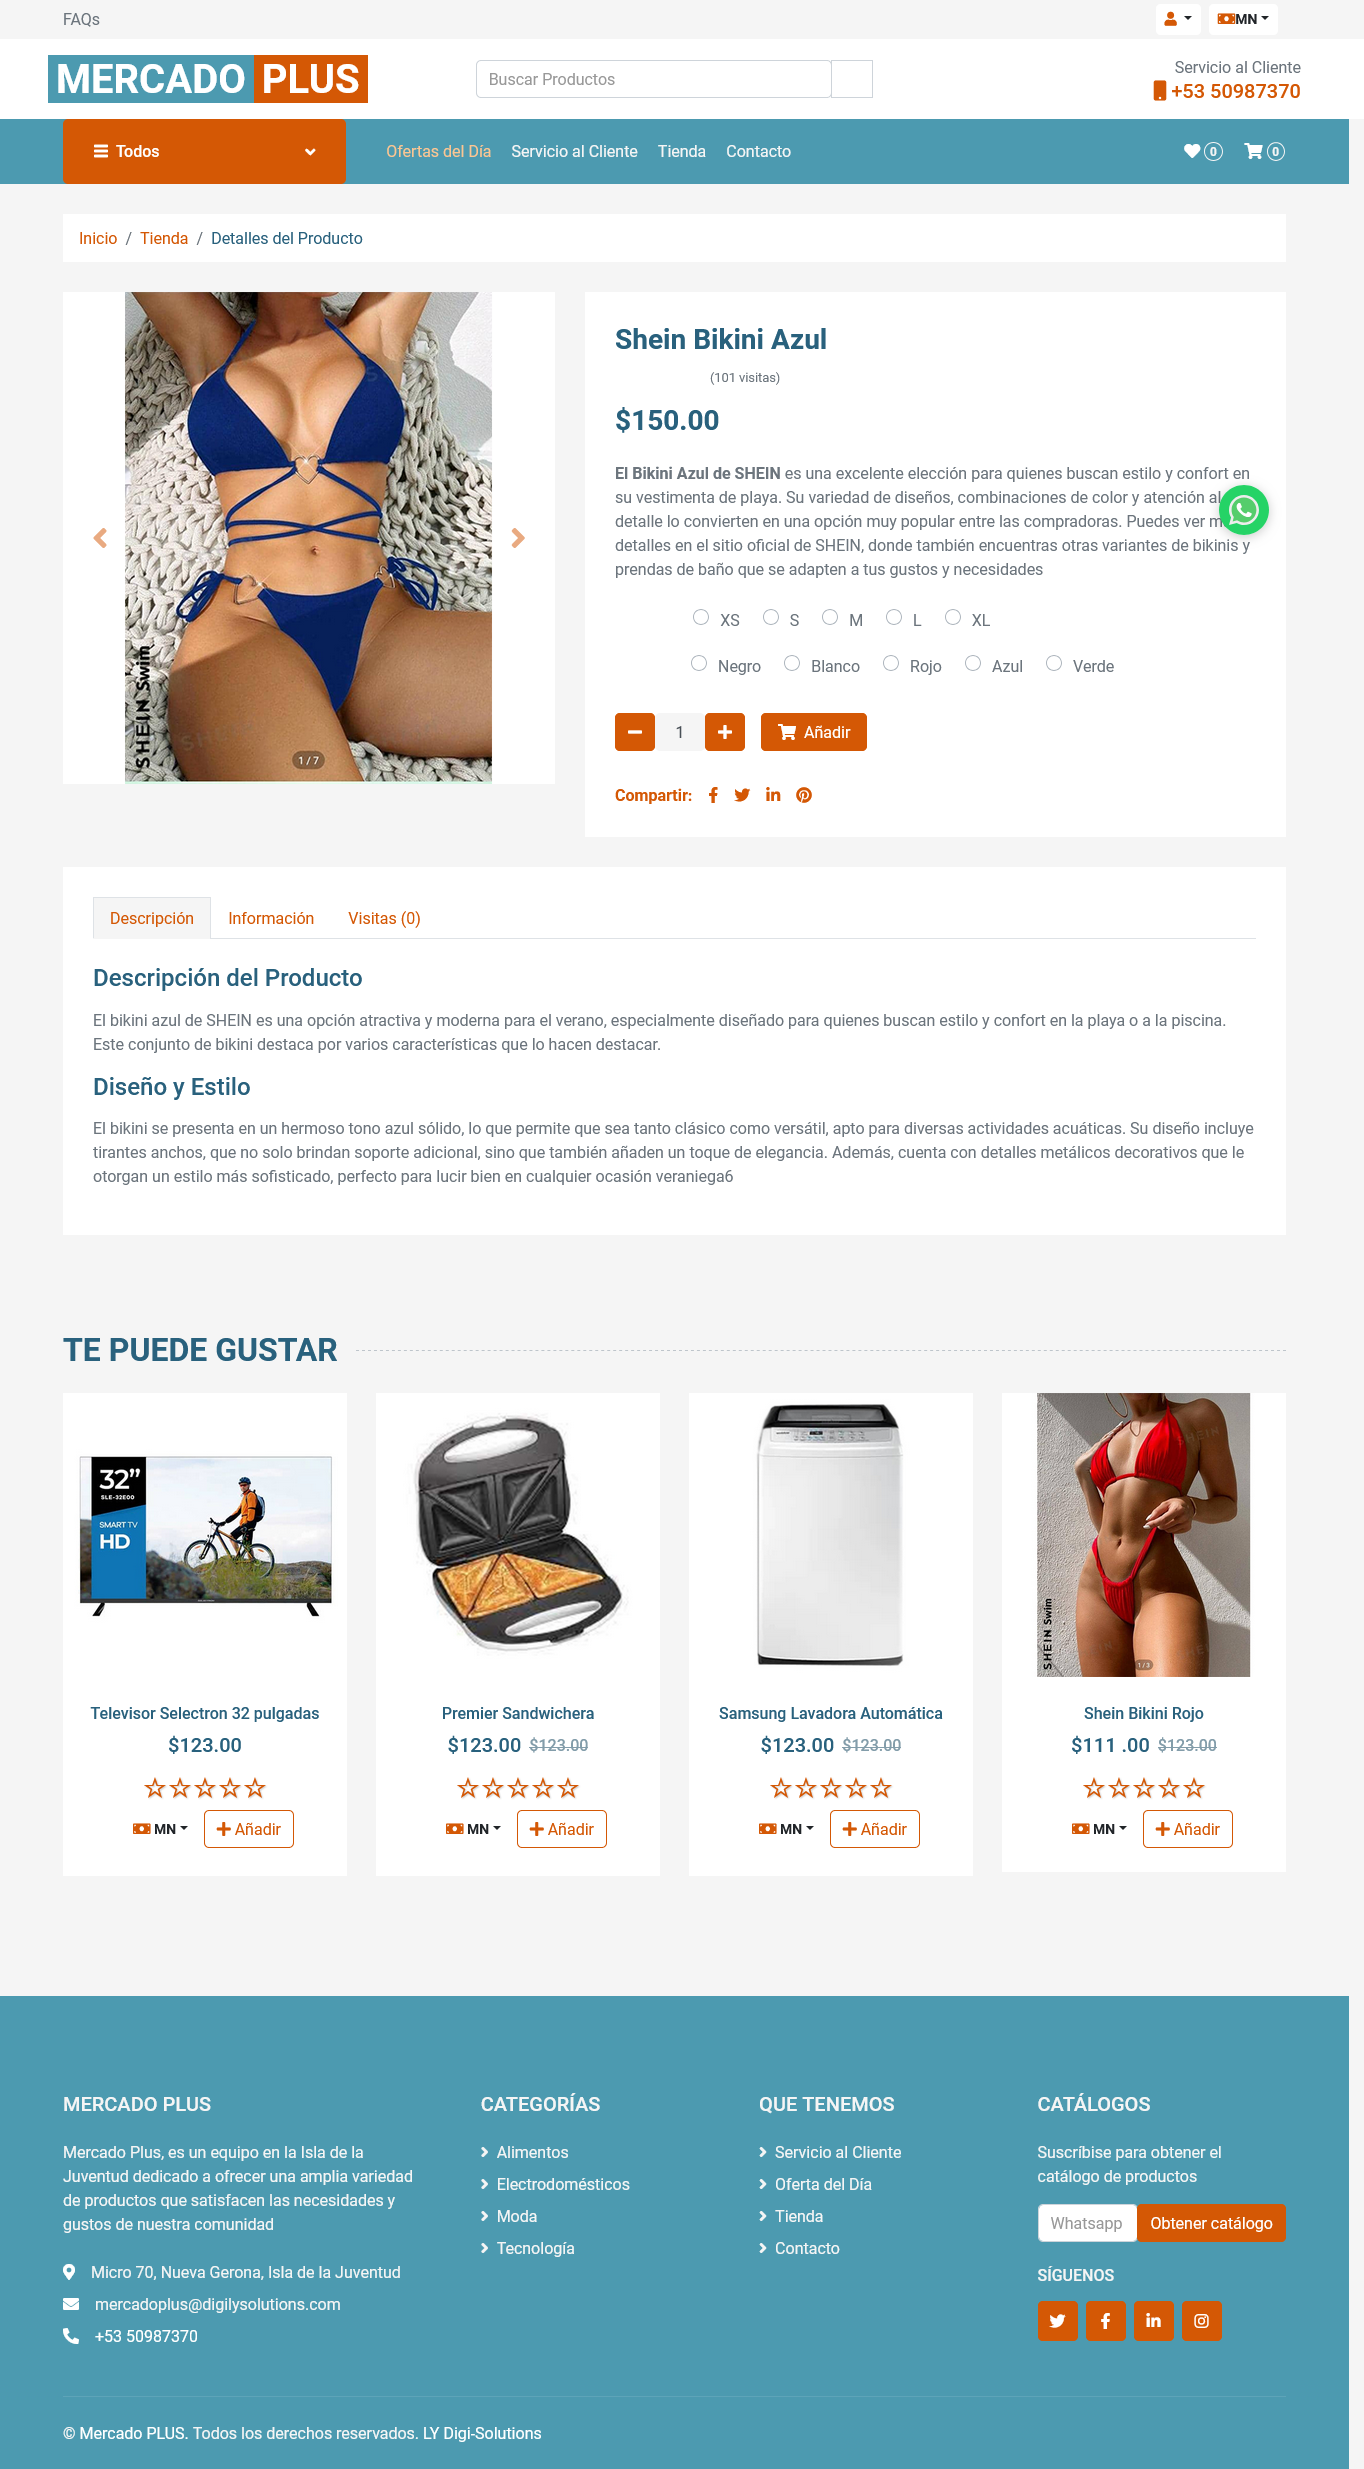 FAQs
MN
MERCADO PLUS
Buscar Productos
Servicio al Cliente
+53 50987370
Todos
Ofertas del Día
Servicio al Cliente
Tienda
Contacto
0
0
Inicio / Tienda / Detalles del Producto
SHEIN Swim
SHEIN
1 / 7
Shein Bikini Azul
(101 visitas)
$150.00
El Bikini Azul de SHEIN es una excelente elección para quienes buscan estilo y confort en
su vestimenta de playa. Su variedad de diseños, combinaciones de color y atención al
detalle lo convierten en una opción muy popular entre las compradoras. Puedes ver m
detalles en el sitio oficial de SHEIN, donde también encuentras otras variantes de bikinis y
prendas de baño que se adapten a tus gustos y necesidades
XS S M L XL
Negro Blanco Rojo Azul Verde
1
Añadir
Compartir:
Descripción
Información
Visitas (0)
Descripción del Producto
El bikini azul de SHEIN es una opción atractiva y moderna para el verano, especialmente diseñado para quienes buscan estilo y confort en la playa o a la piscina.
Este conjunto de bikini destaca por varios características que lo hacen destacar.
Diseño y Estilo
El bikini se presenta en un hermoso tono azul sólido, lo que permite que sea tanto clásico como versátil, apto para diversas actividades acuáticas. Su diseño incluye
tirantes anchos, que no solo brindan soporte adicional, sino que también añaden un toque de elegancia. Además, cuenta con detalles metálicos decorativos que le
otorgan un estilo más sofisticado, perfecto para lucir bien en cualquier ocasión veraniega6
TE PUEDE GUSTAR
32”
SLE-32E00
SMART TV
HD
Televisor Selectron 32 pulgadas
$123.00
MN
Añadir
Premier Sandwichera
$123.00 $123.00
MN
Añadir
Samsung Lavadora Automática
$123.00 $123.00
MN
Añadir
SHEIN
SHEIN Swim
1 / 3
Shein Bikini Rojo
$111 .00 $123.00
MN
Añadir
MERCADO PLUS
Mercado Plus, es un equipo en la Isla de la
Juventud dedicado a ofrecer una amplia variedad
de productos que satisfacen las necesidades y
gustos de nuestra comunidad
Micro 70, Nueva Gerona, Isla de la Juventud
mercadoplus@digilysolutions.com
+53 50987370
CATEGORÍAS
Alimentos
Electrodomésticos
Moda
Tecnología
QUE TENEMOS
Servicio al Cliente
Oferta del Día
Tienda
Contacto
CATÁLOGOS
Suscríbise para obtener el
catálogo de productos
Whatsapp
Obtener catálogo
SÍGUENOS
© Mercado PLUS. Todos los derechos reservados. LY Digi-Solutions